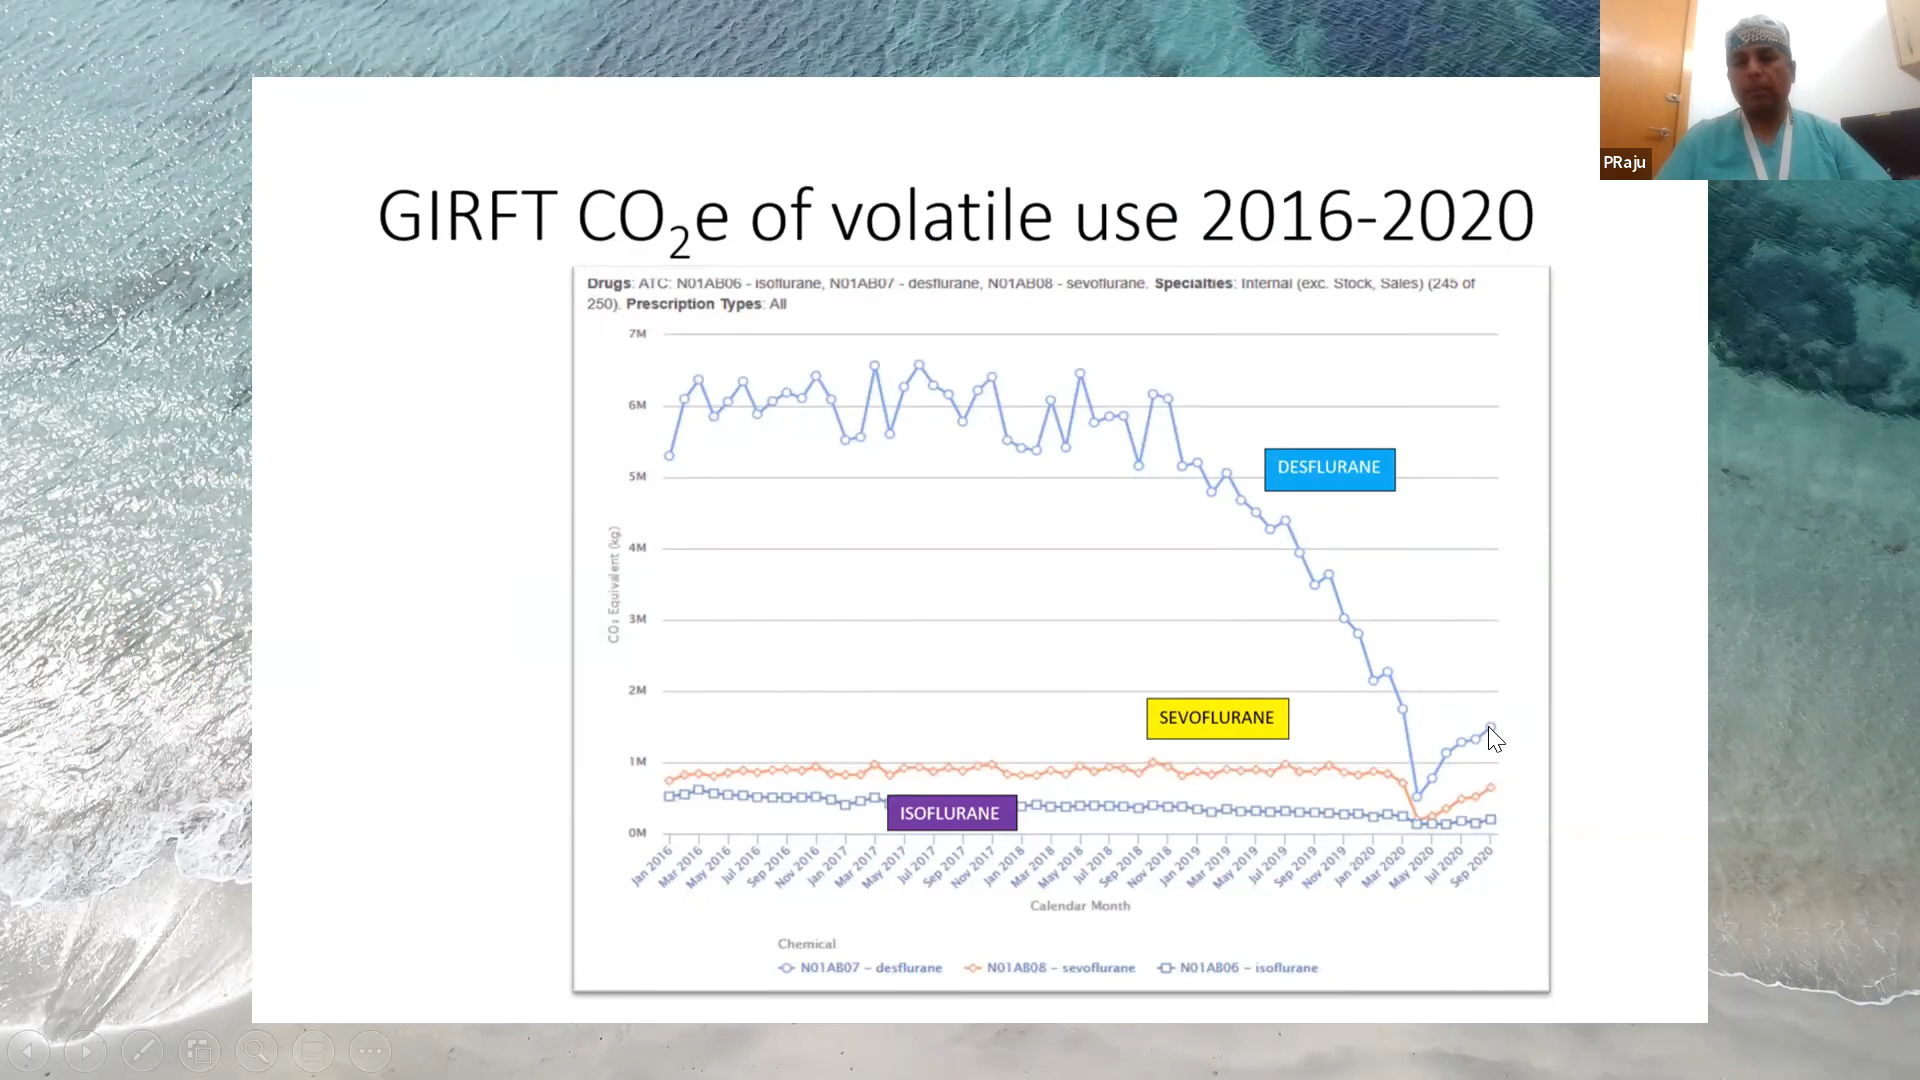 PRaju
GIRFT CO2e of volatile use 2016-2020
Drugs: ATC: N01AB06 - isoflurane, N01AB07 - desflurane, N01AB08 - sevoflurane. Specialties: Internal (exc. Stock, Sales) (245 of
250). Prescription Types: All
7M
6M
5M
4M
3M
2M
1M
0M
CO2 Equivalent (kg)
DESFLURANE
SEVOFLURANE
ISOFLURANE
Jan 2016
Mar 2016
May 2016
Jul 2016
Sep 2016
Nov 2016
Jan 2017
Mar 2017
May 2017
Jul 2017
Sep 2017
Nov 2017
Jan 2018
Mar 2018
May 2018
Jul 2018
Sep 2018
Nov 2018
Jan 2019
Mar 2019
May 2019
Jul 2019
Sep 2019
Nov 2019
Jan 2020
Mar 2020
May 2020
Jul 2020
Sep 2020
Calendar Month
Chemical
N01AB07 – desflurane
N01AB08 – sevoflurane
N01AB06 – isoflurane